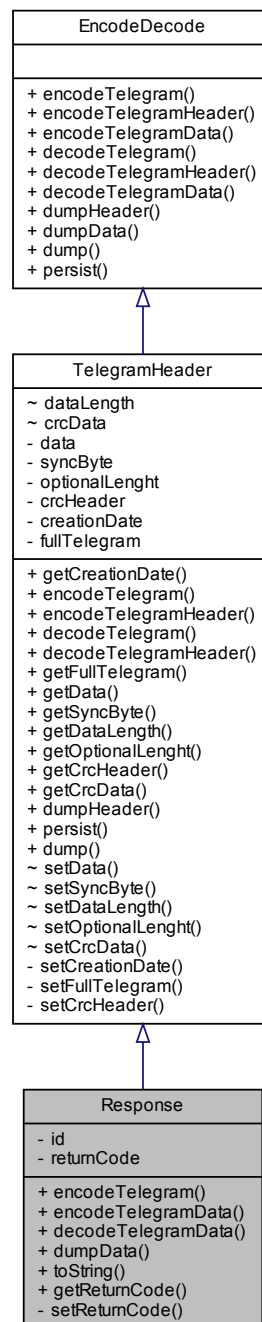 EncodeDecode
+ encodeTelegram()
+ encodeTelegramHeader()
+ encodeTelegramData()
+ decodeTelegram()
+ decodeTelegramHeader()
+ decodeTelegramData()
+ dumpHeader()
+ dumpData()
+ dump()
+ persist()
TelegramHeader
~ dataLength
~ crcData
- data
- syncByte
- optionalLenght
- crcHeader
- creationDate
- fullTelegram
+ getCreationDate()
+ encodeTelegram()
+ encodeTelegramHeader()
+ decodeTelegram()
+ decodeTelegramHeader()
+ getFullTelegram()
+ getData()
+ getSyncByte()
+ getDataLength()
+ getOptionalLenght()
+ getCrcHeader()
+ getCrcData()
+ dumpHeader()
+ persist()
+ dump()
~ setData()
~ setSyncByte()
~ setDataLength()
~ setOptionalLenght()
~ setCrcData()
- setCreationDate()
- setFullTelegram()
- setCrcHeader()
Response
- id
- returnCode
+ encodeTelegram()
+ encodeTelegramData()
+ decodeTelegramData()
+ dumpData()
+ toString()
+ getReturnCode()
- setReturnCode()